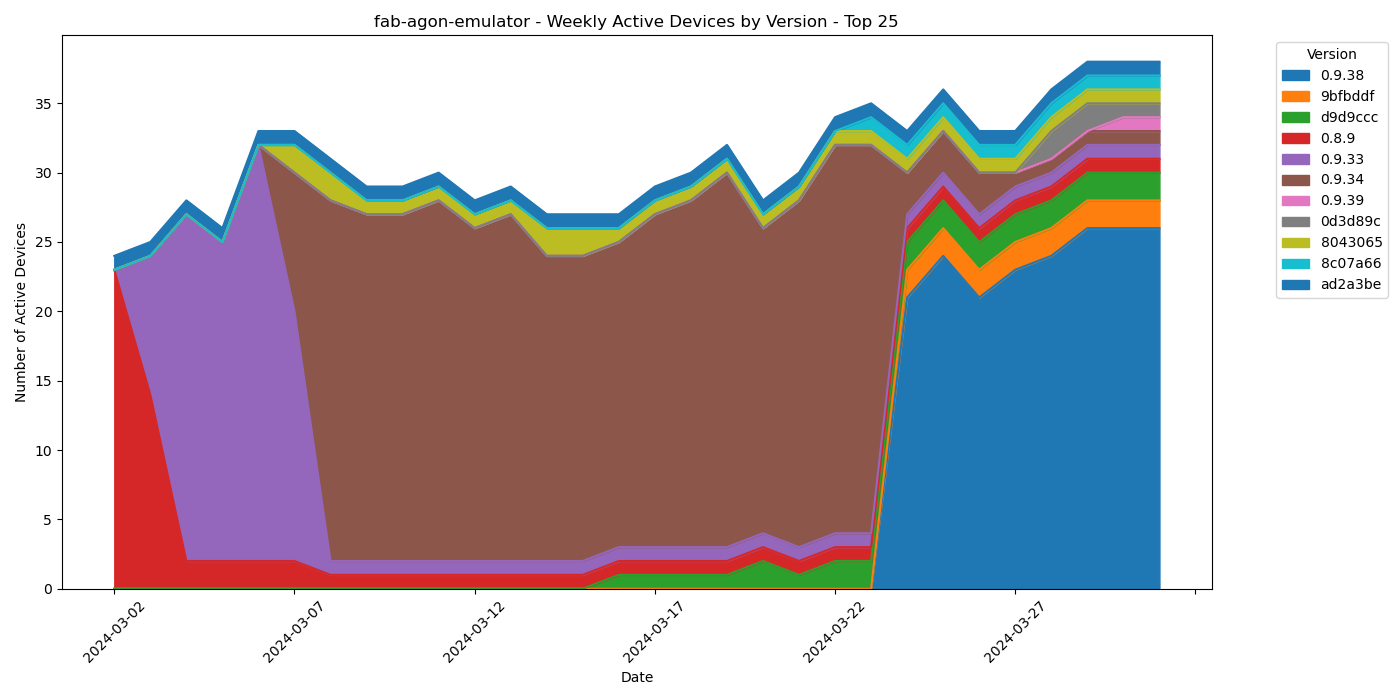 fab-agon-emulator - Weekly Active Devices by Version - Top 25
Number of Active Devices
35
30
25
20
15
10
5
0
2024-03-02
2024-03-07
2024-03-12
2024-03-17
2024-03-22
2024-03-27
Date
Version
0.9.38
9bfbddf
d9d9ccc
0.8.9
0.9.33
0.9.34
0.9.39
0d3d89c
8043065
8c07a66
ad2a3be